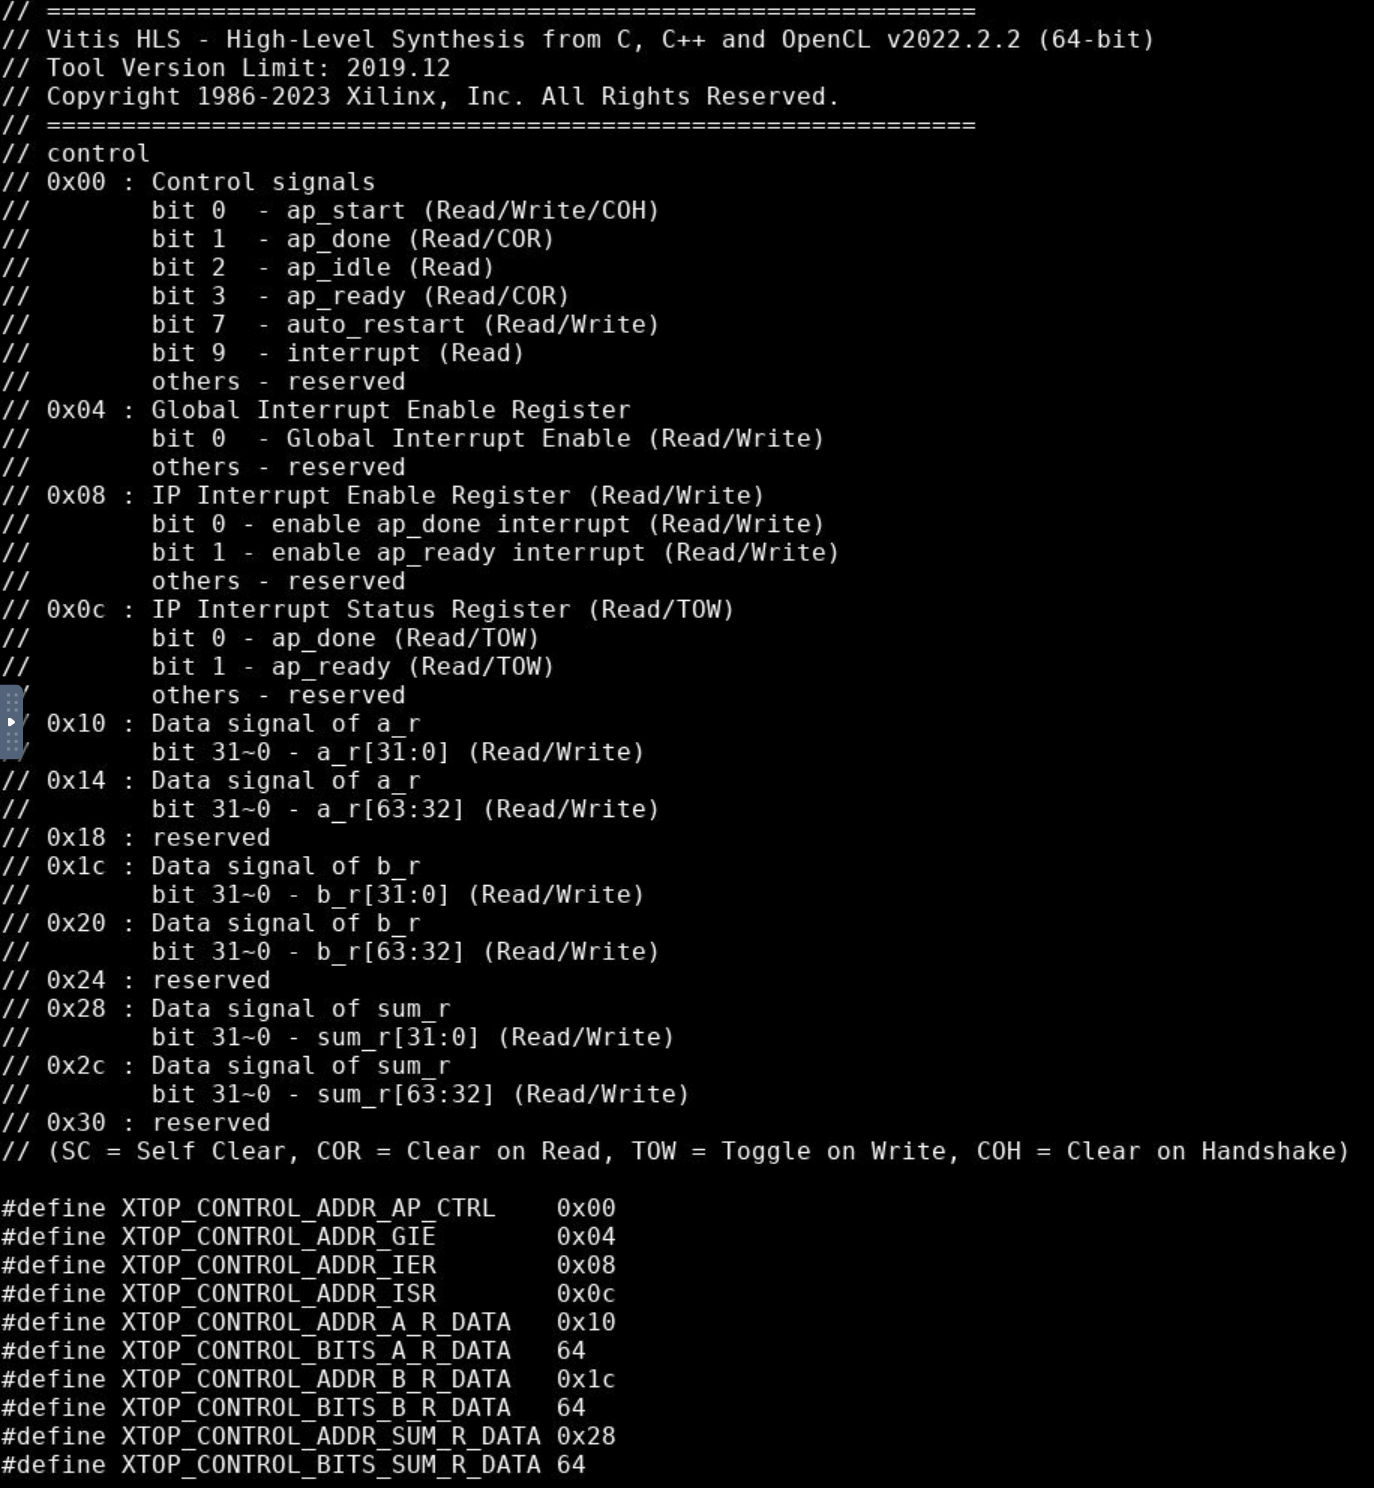 // ==============================================================
// Vitis HLS - High-Level Synthesis from C, C++ and OpenCL v2022.2.2 (64-bit)
// Tool Version Limit: 2019.12
// Copyright 1986-2023 Xilinx, Inc. All Rights Reserved.
// ==============================================================
// control
// 0x00 : Control signals
//        bit 0  - ap_start (Read/Write/COH)
//        bit 1  - ap_done (Read/COR)
//        bit 2  - ap_idle (Read)
//        bit 3  - ap_ready (Read/COR)
//        bit 7  - auto_restart (Read/Write)
//        bit 9  - interrupt (Read)
//        others - reserved
// 0x04 : Global Interrupt Enable Register
//        bit 0  - Global Interrupt Enable (Read/Write)
//        others - reserved
// 0x08 : IP Interrupt Enable Register (Read/Write)
//        bit 0 - enable ap_done interrupt (Read/Write)
//        bit 1 - enable ap_ready interrupt (Read/Write)
//        others - reserved
// 0x0c : IP Interrupt Status Register (Read/TOW)
//        bit 0 - ap_done (Read/TOW)
//        bit 1 - ap_ready (Read/TOW)
/        others - reserved
/ 0x10 : Data signal of a_r
//        bit 31~0 - a_r[31:0] (Read/Write)
// 0x14 : Data signal of a_r
//        bit 31~0 - a_r[63:32] (Read/Write)
// 0x18 : reserved
// 0x1c : Data signal of b_r
//        bit 31~0 - b_r[31:0] (Read/Write)
// 0x20 : Data signal of b_r
//        bit 31~0 - b_r[63:32] (Read/Write)
// 0x24 : reserved
// 0x28 : Data signal of sum_r
//        bit 31~0 - sum_r[31:0] (Read/Write)
// 0x2c : Data signal of sum_r
//        bit 31~0 - sum_r[63:32] (Read/Write)
// 0x30 : reserved
// (SC = Self Clear, COR = Clear on Read, TOW = Toggle on Write, COH = Clear on Handshake)
#define XTOP_CONTROL_ADDR_AP_CTRL    0x00
#define XTOP_CONTROL_ADDR_GIE        0x04
#define XTOP_CONTROL_ADDR_IER        0x08
#define XTOP_CONTROL_ADDR_ISR        0x0c
#define XTOP_CONTROL_ADDR_A_R_DATA   0x10
#define XTOP_CONTROL_BITS_A_R_DATA   64
#define XTOP_CONTROL_ADDR_B_R_DATA   0x1c
#define XTOP_CONTROL_BITS_B_R_DATA   64
#define XTOP_CONTROL_ADDR_SUM_R_DATA 0x28
#define XTOP_CONTROL_BITS_SUM_R_DATA 64